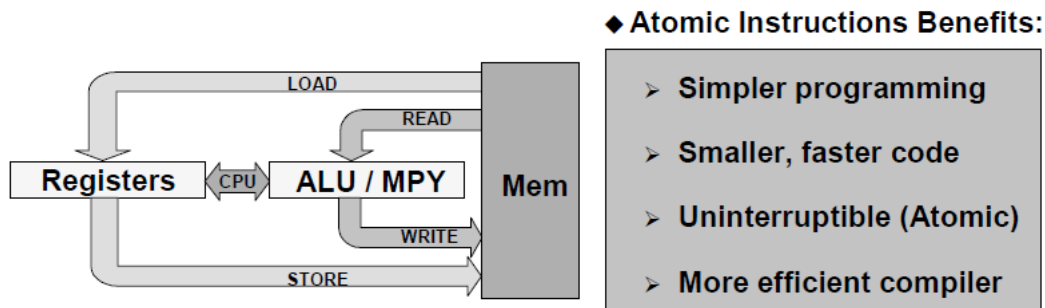 ◆ Atomic Instructions Benefits:
LOAD
READ
Registers
CPU
ALU / MPY
Mem
WRITE
STORE
➢ Simpler programming
➢ Smaller, faster code
➢ Uninterruptible (Atomic)
➢ More efficient compiler